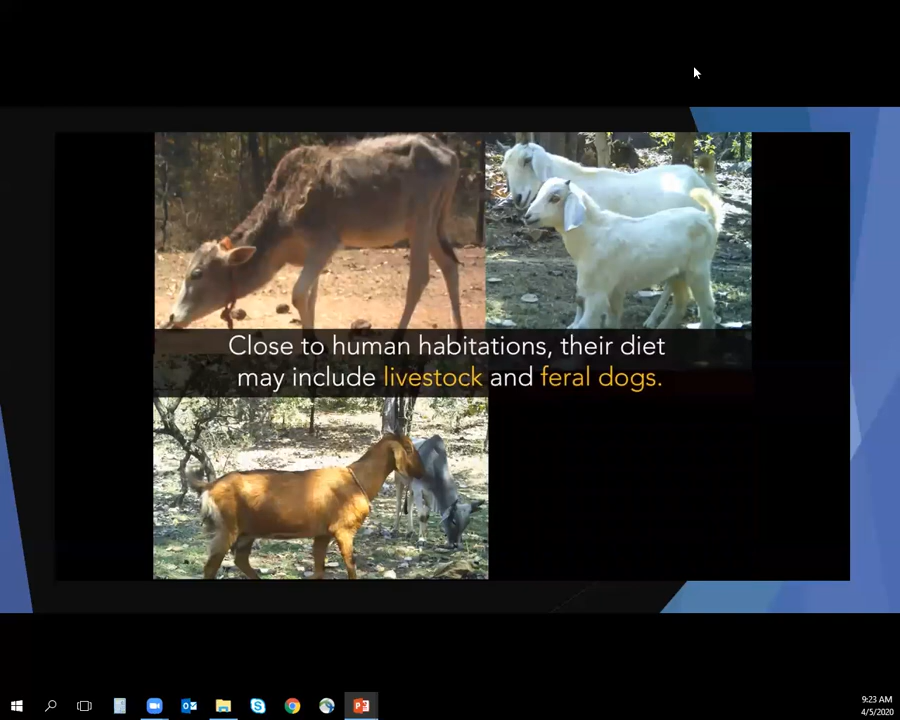 Close to human habitations, their diet
may include livestock and feral dogs.
9:23 AM
4/5/2020